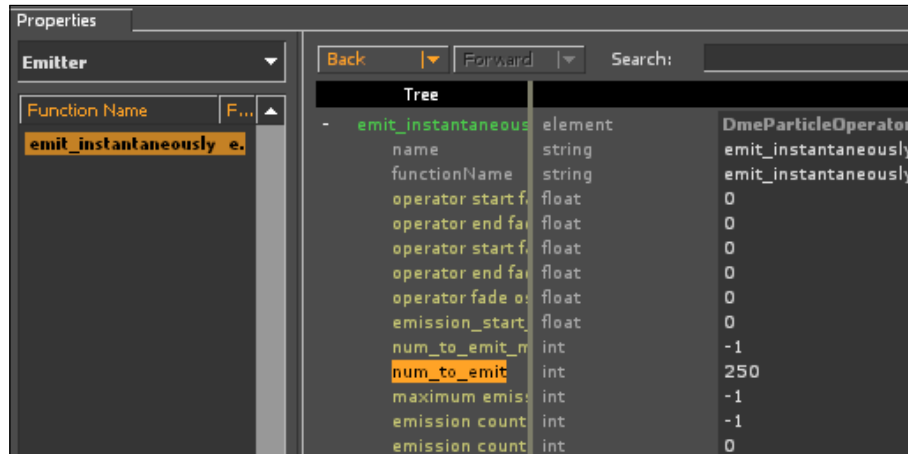 Properties
Emitter
Back Forward Search:
Function Name F...
emit_instantaneously e.
Tree
- emit_instantaneous element DmeParticleOperator
name string emit_instantaneously
functionName string emit_instantaneously
operator start f float 0
operator end fa float 0
operator start f float 0
operator end fa float 0
operator fade os float 0
emission_start_ float 0
num_to_emit_m int -1
num_to_emit int 250
maximum emiss int -1
emission count int -1
emission count int 0